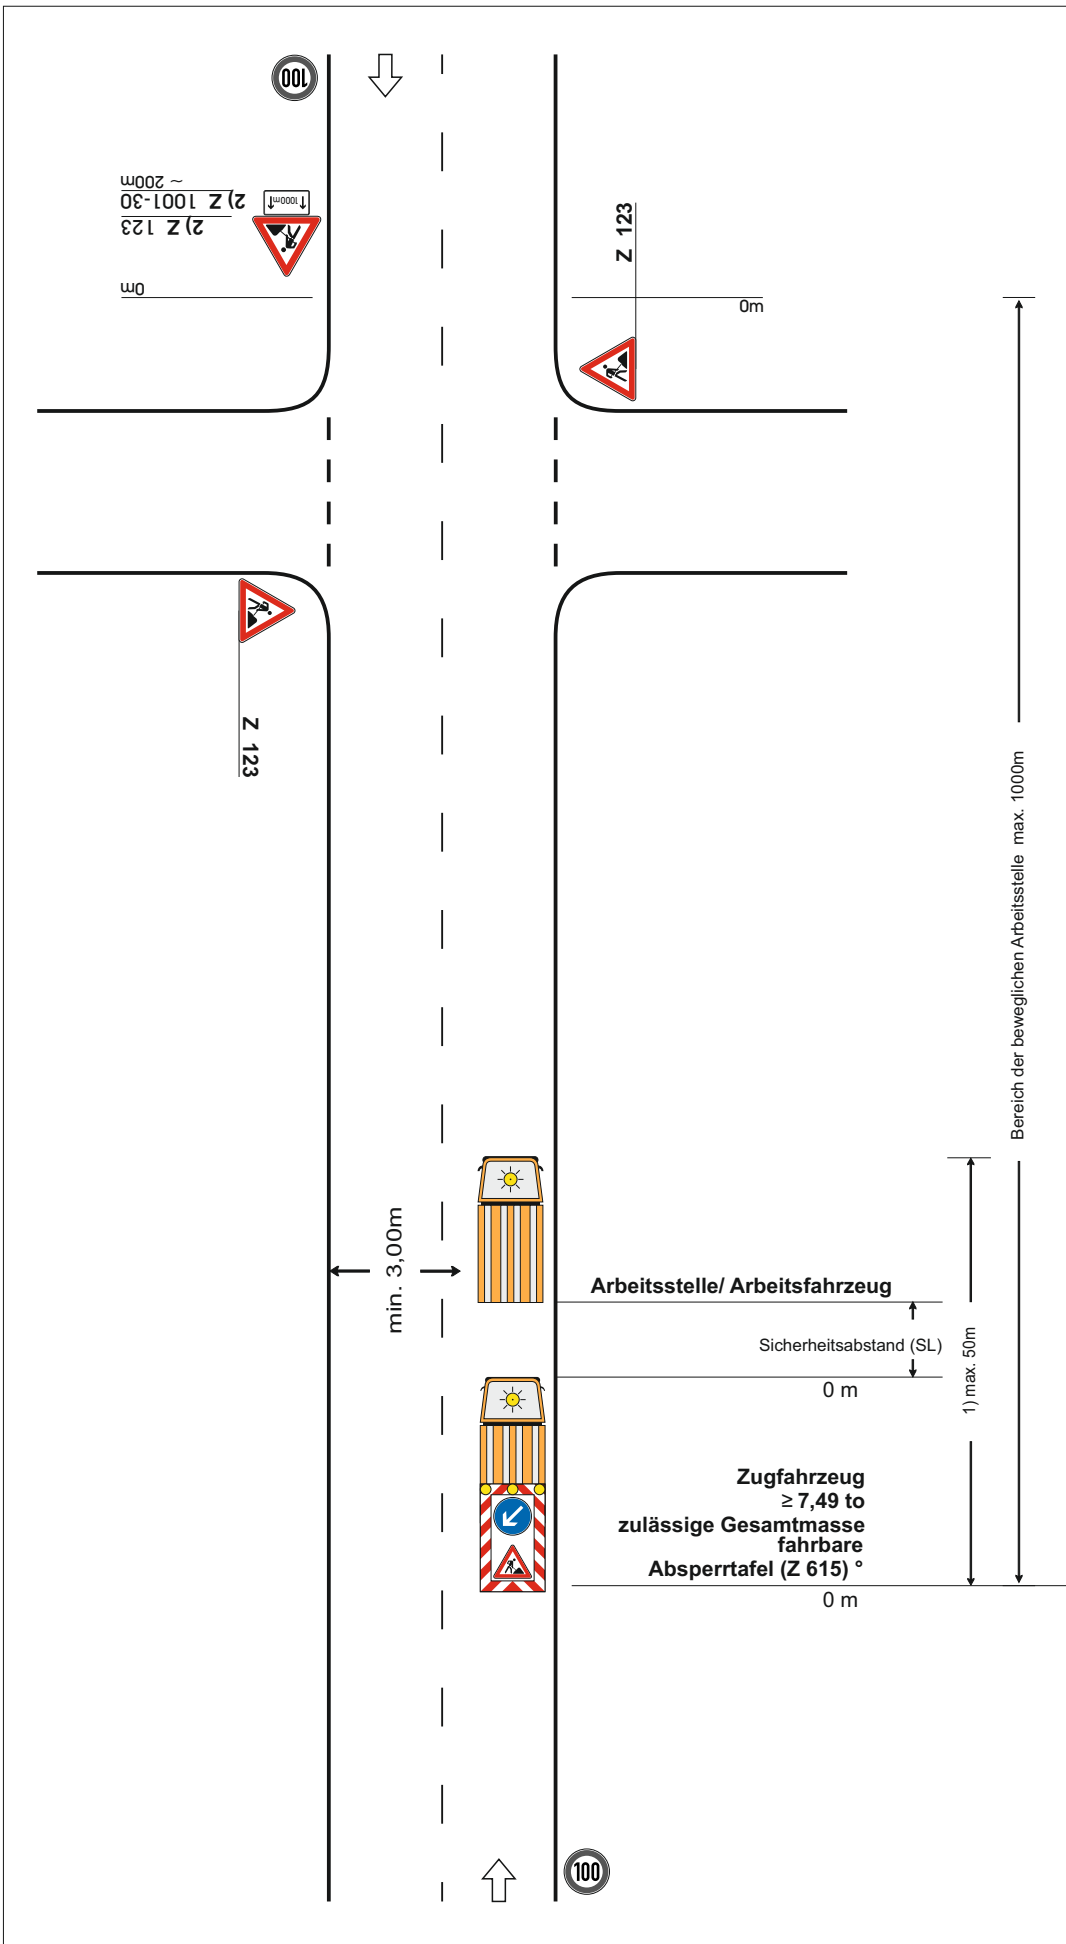 100
~ 200m
2) Z 1001-30
2) Z 123
1000m
0m
Z 123
0m
Z 123
Bereich der beweglichen Arbeitsstelle max. 1000m
min. 3,00m
Arbeitsstelle/ Arbeitsfahrzeug
Sicherheitsabstand (SL)
0 m
1) max. 50m
Zugfahrzeug
≥ 7,49 to
zulässige Gesamtmasse
fahrbare
Absperrtafel (Z 615) °
0 m
100